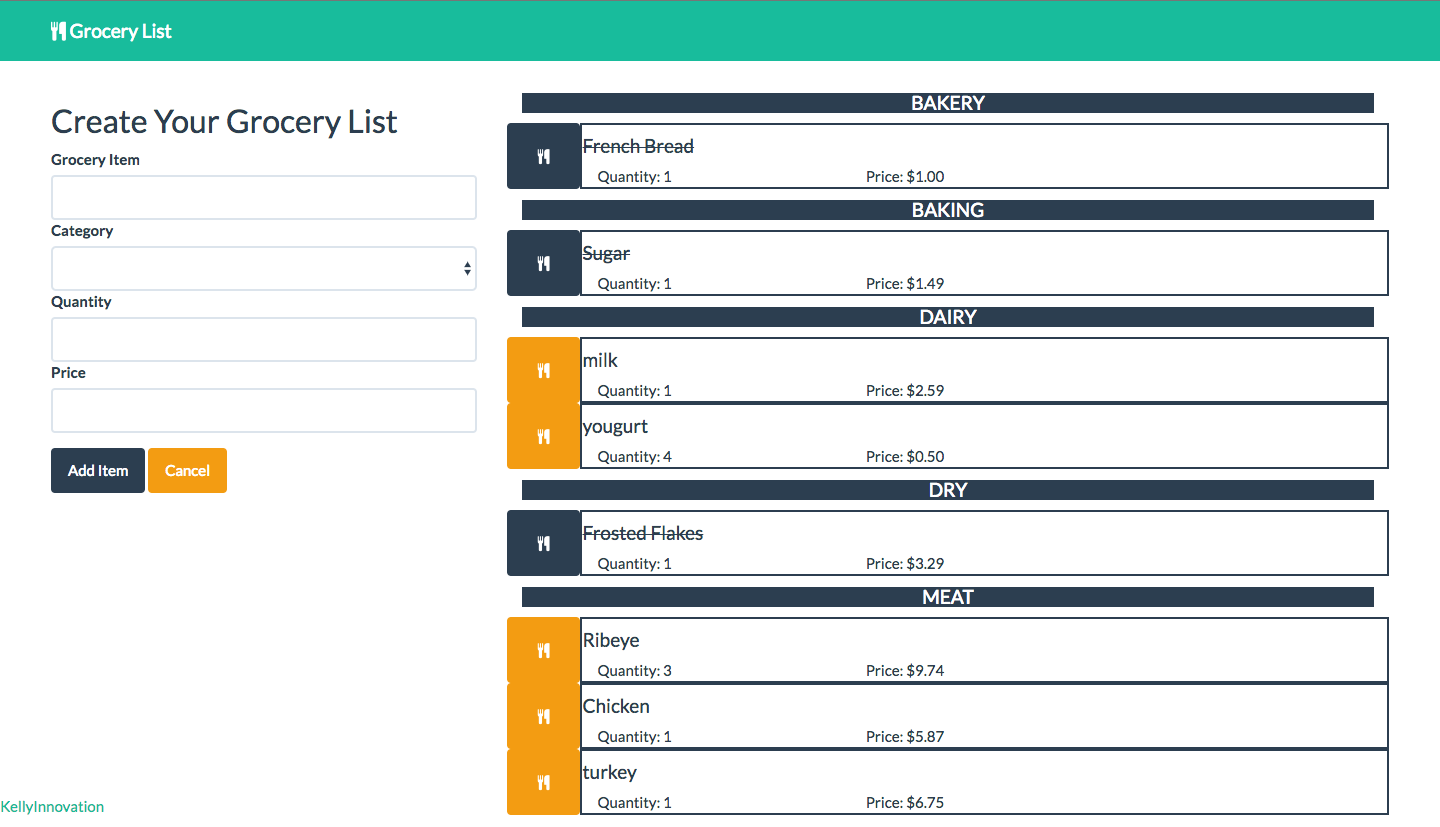 Grocery List
Create Your Grocery List
Grocery Item
Category
Quantity
Price
Add Item Cancel
BAKERY
French Bread
Quantity: 1 Price: $1.00
BAKING
Sugar
Quantity: 1 Price: $1.49
DAIRY
milk
Quantity: 1 Price: $2.59
yougurt
Quantity: 4 Price: $0.50
DRY
Frosted Flakes
Quantity: 1 Price: $3.29
MEAT
Ribeye
Quantity: 3 Price: $9.74
Chicken
Quantity: 1 Price: $5.87
turkey
Quantity: 1 Price: $6.75
KellyInnovation